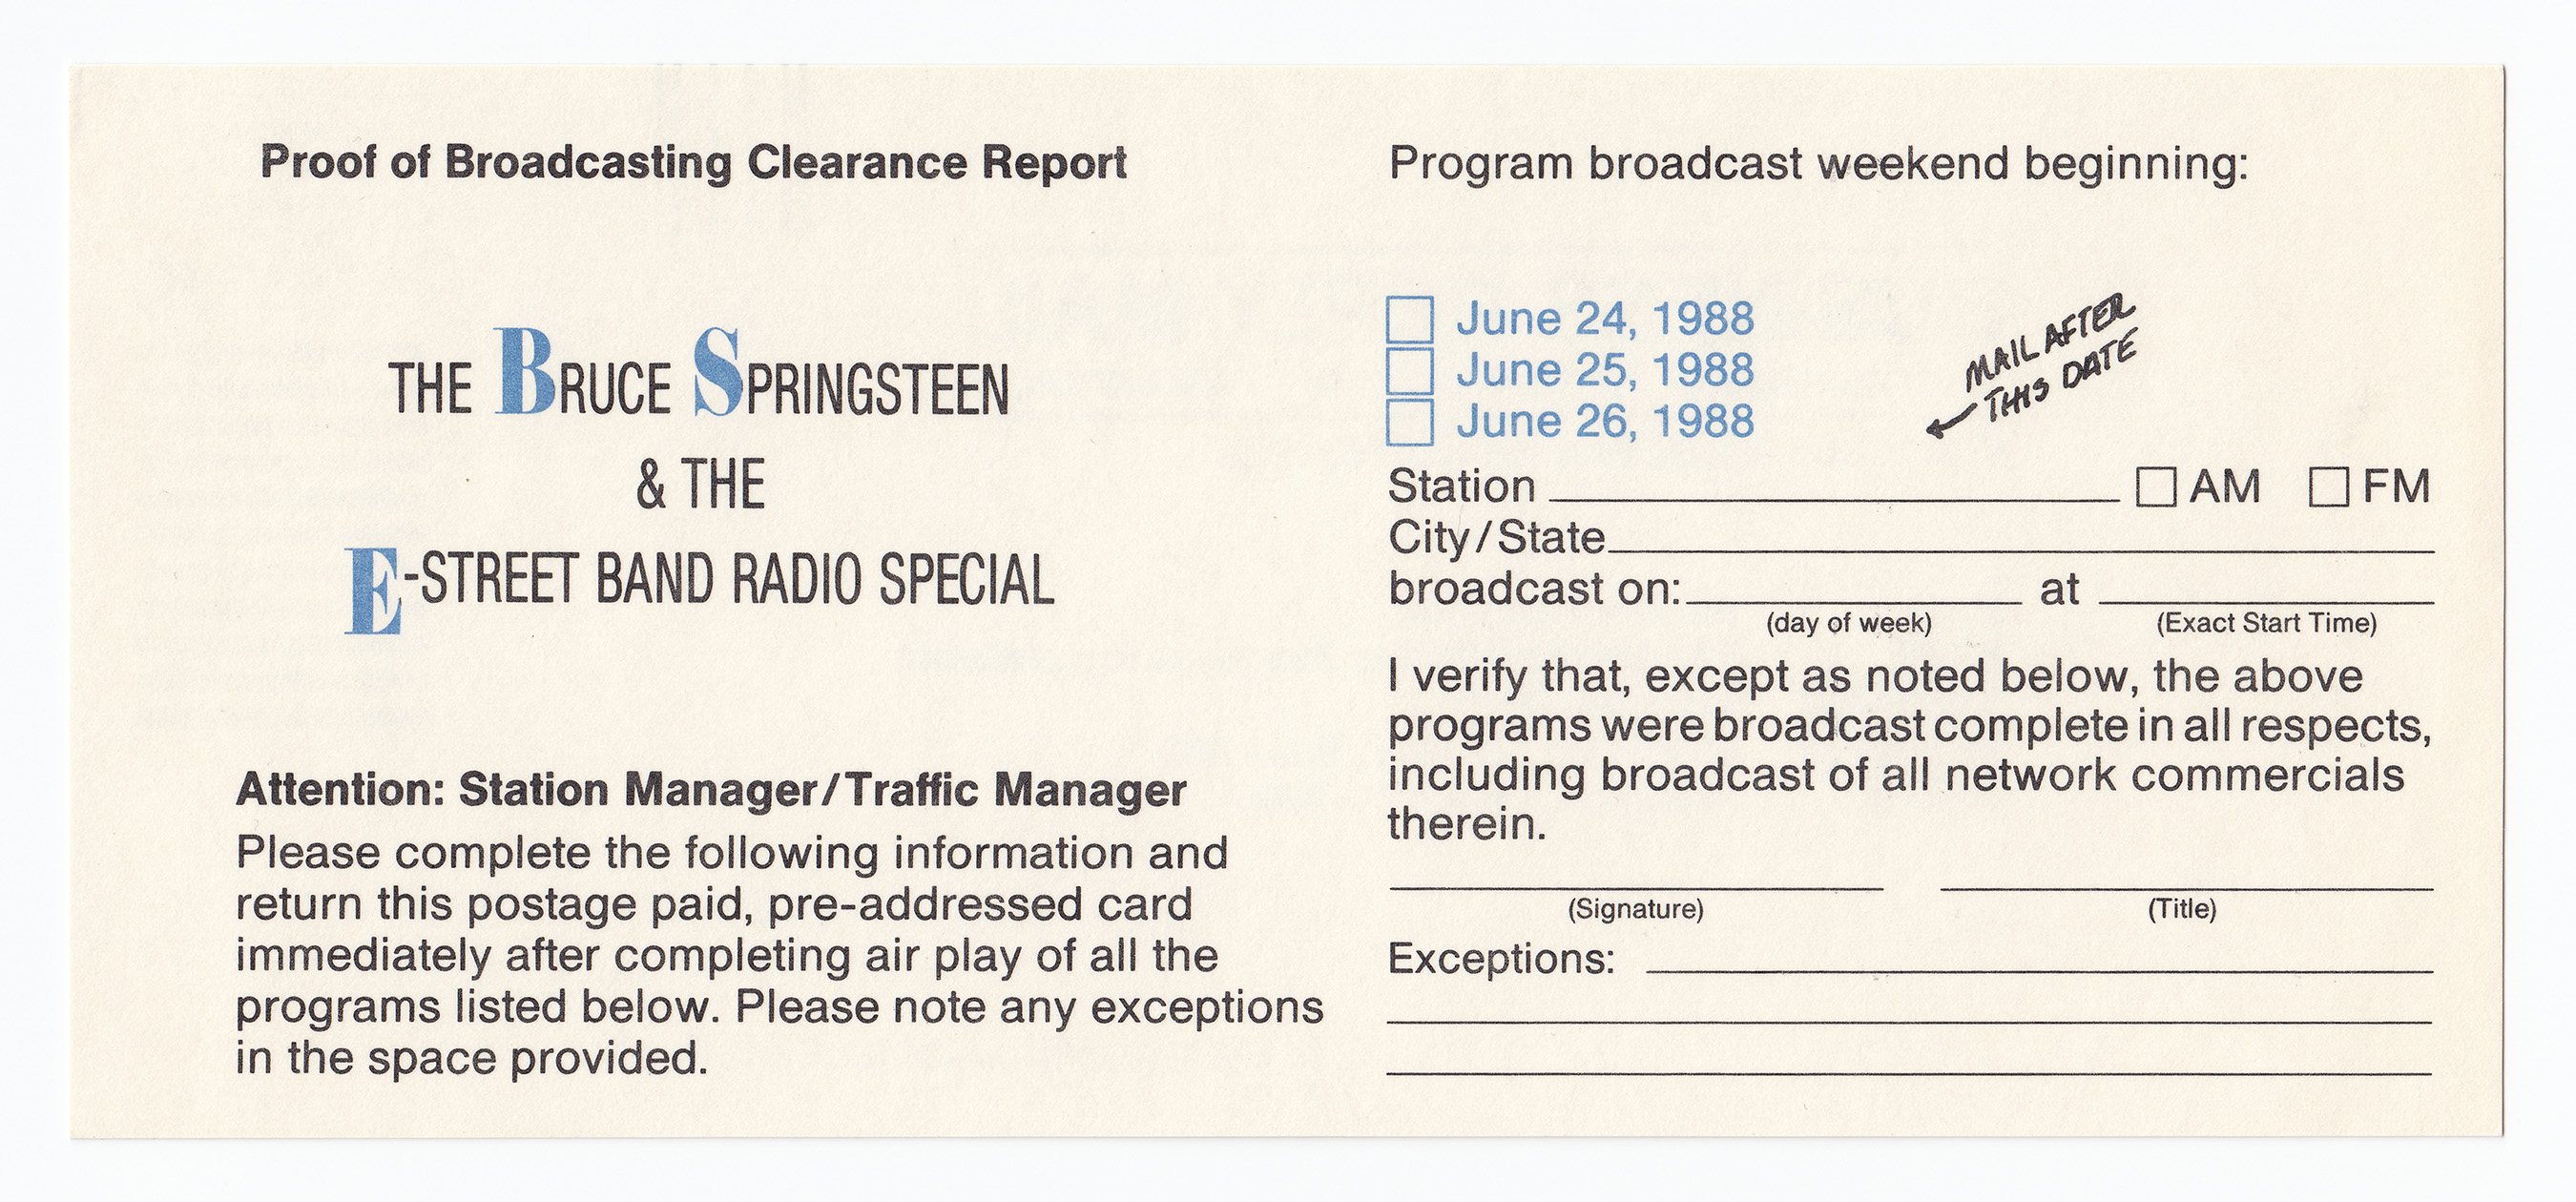 Proof of Broadcasting Clearance Report
THE BRUCE SPRINGSTEEN
& THE
E-STREET BAND RADIO SPECIAL
Attention: Station Manager/Traffic Manager
Please complete the following information and
return this postage paid, pre-addressed card
immediately after completing air play of all the
programs listed below. Please note any exceptions
in the space provided.
Program broadcast weekend beginning:
June 24, 1988
June 25, 1988
June 26, 1988
MAIL AFTER
THIS DATE
Station AM FM
City/State
broadcast on: at
(day of week) (Exact Start Time)
I verify that, except as noted below, the above
programs were broadcast complete in all respects,
including broadcast of all network commercials
therein.
(Signature) (Title)
Exceptions: